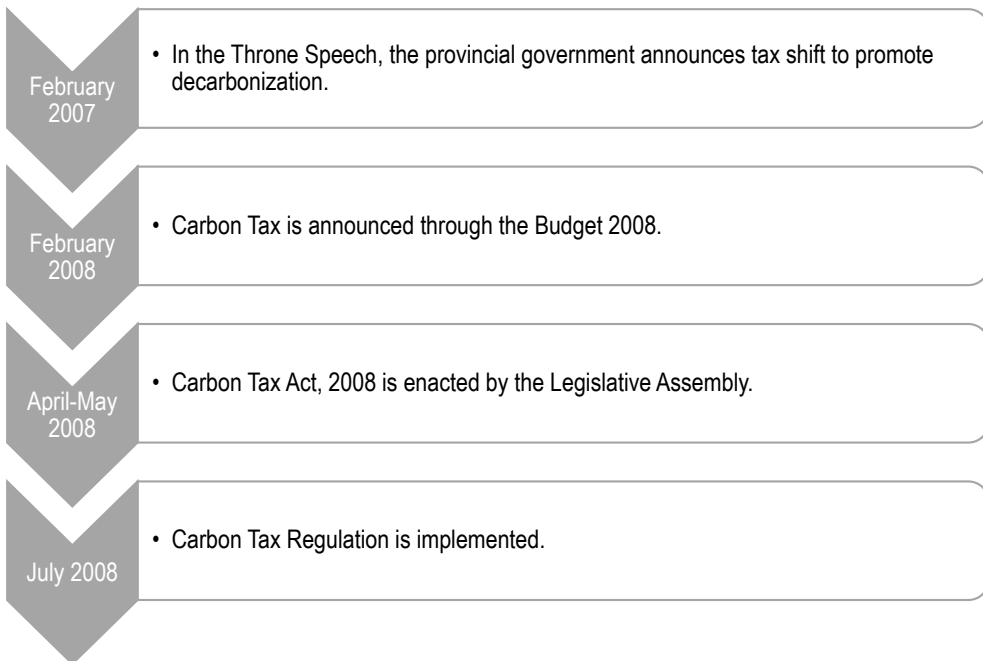 February
2007
• In the Throne Speech, the provincial government announces tax shift to promote
decarbonization.
February
2008
• Carbon Tax is announced through the Budget 2008.
April-May
2008
• Carbon Tax Act, 2008 is enacted by the Legislative Assembly.
July 2008
• Carbon Tax Regulation is implemented.